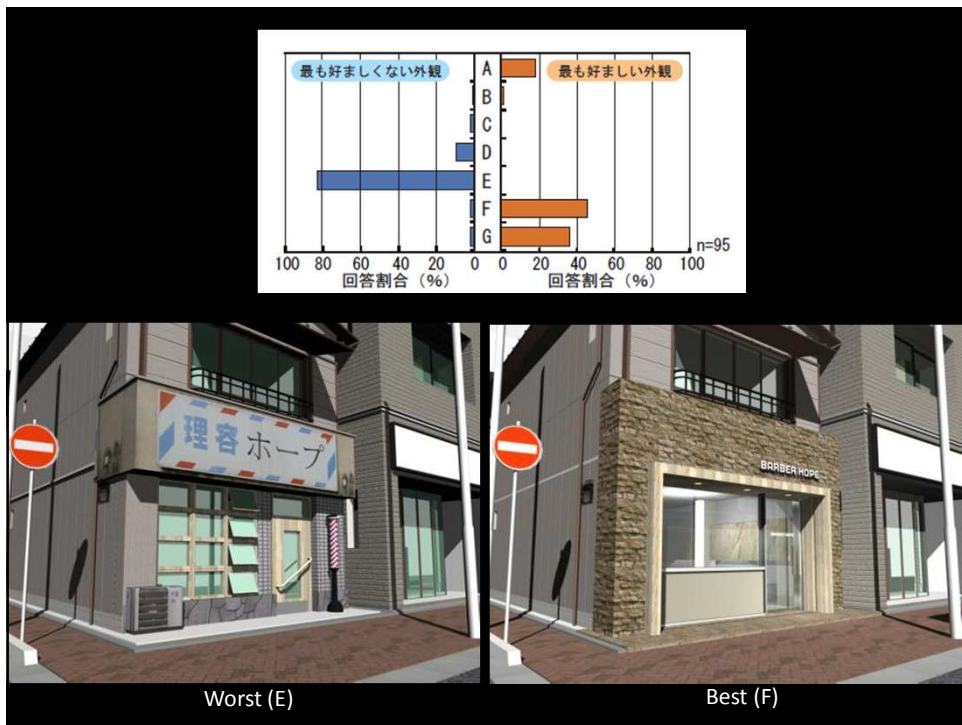 最も好ましくない外観
最も好ましい外観
A
B
C
D
E
F
G
n=95
100 80 60 40 20 0
0 20 40 60 80 100
回答割合（%）
回答割合（%）
理容ホープ
BARBER HOPE
Worst (E)
Best (F)